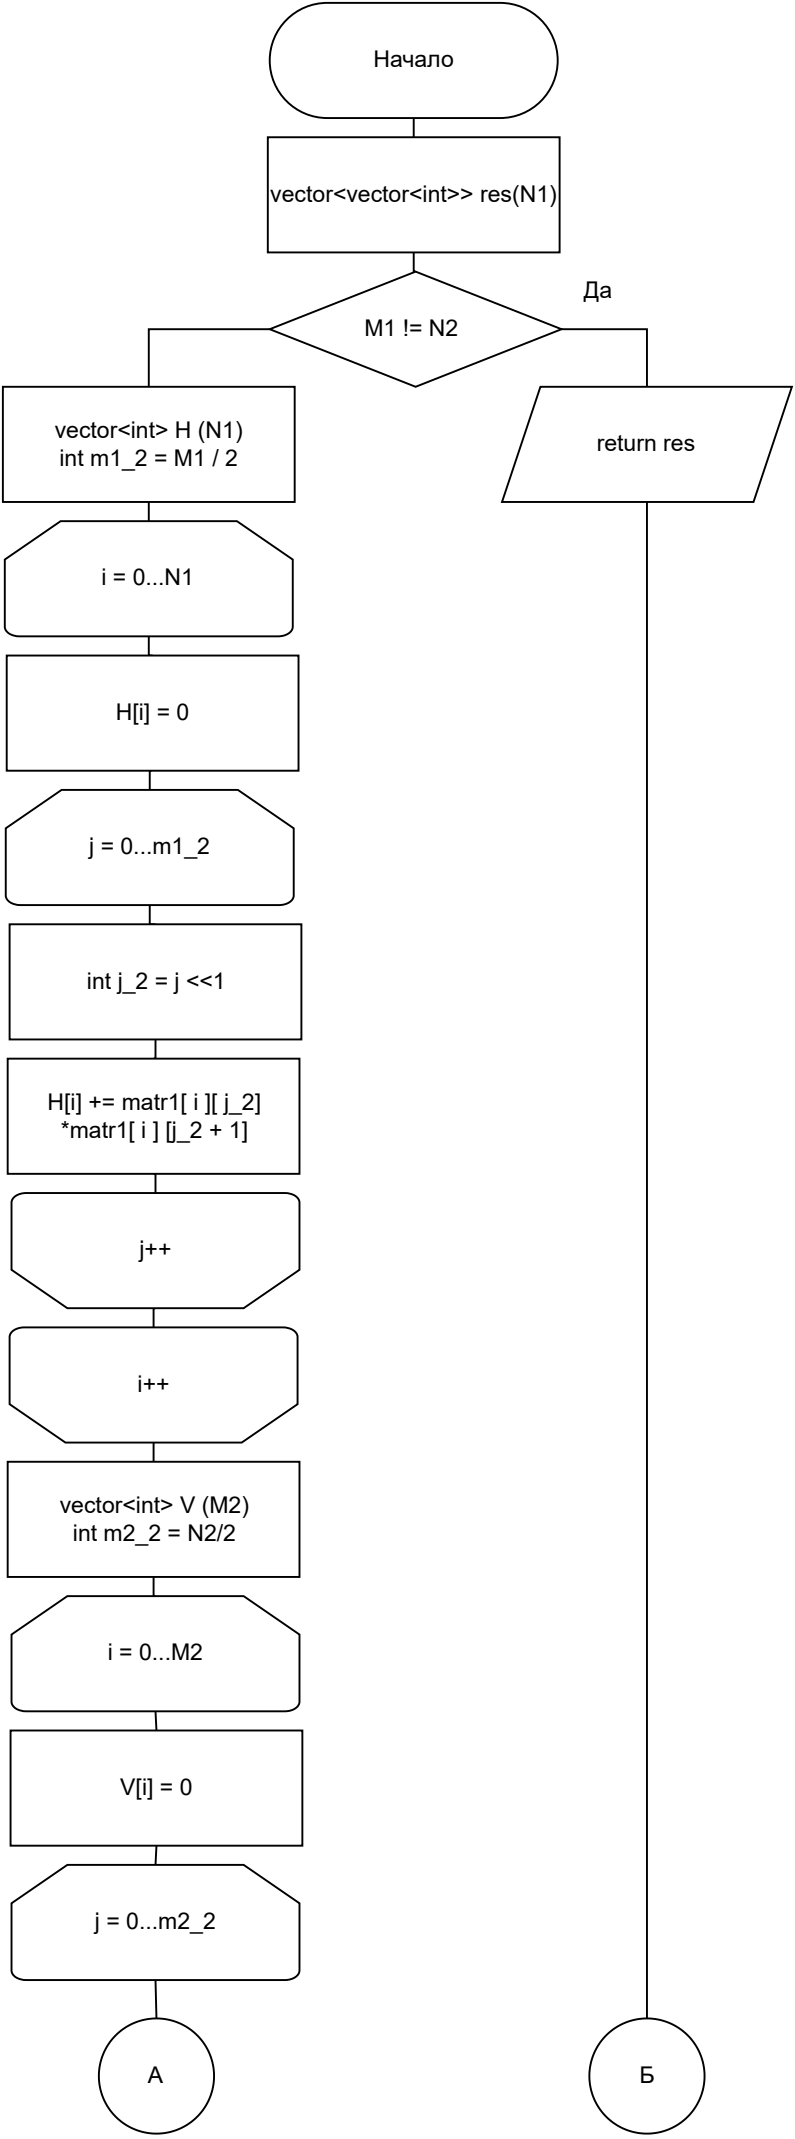 Начало
vector<vector<int>> res(N1)
Да
M1 != N2
vector<int> H (N1)
int m1_2 = M1 / 2
return res
i = 0...N1
H[i] = 0
j = 0...m1_2
int j_2 = j <<1
H[i] += matr1[ i ][ j_2]
*matr1[ i ] [j_2 + 1]
j++
i++
vector<int> V (M2)
int m2_2 = N2/2
i = 0...M2
V[i] = 0
j = 0...m2_2
А
Б